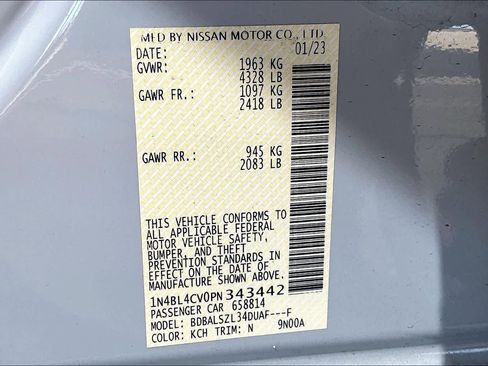 MFD BY NISSAN MOTOR CO., LTD.
DATE: 01/23
GVWR: 1963 KG
4328 LB
GAWR FR.: 1097 KG
2418 LB
GAWR RR.: 945 KG
2083 LB
THIS VEHICLE CONFORMS TO
ALL APPLICABLE FEDERAL
MOTOR VEHICLE SAFETY,
BUMPER, AND THEFT
PREVENTION STANDARDS IN
EFFECT ON THE DATE OF
MANUFACTURE SHOWN ABOVE.
1N4BL4CV0PN343442
PASSENGER CAR 658814
MODEL: BDBALSZL34DUAF---F
COLOR: KCH TRIM: N 9N00A